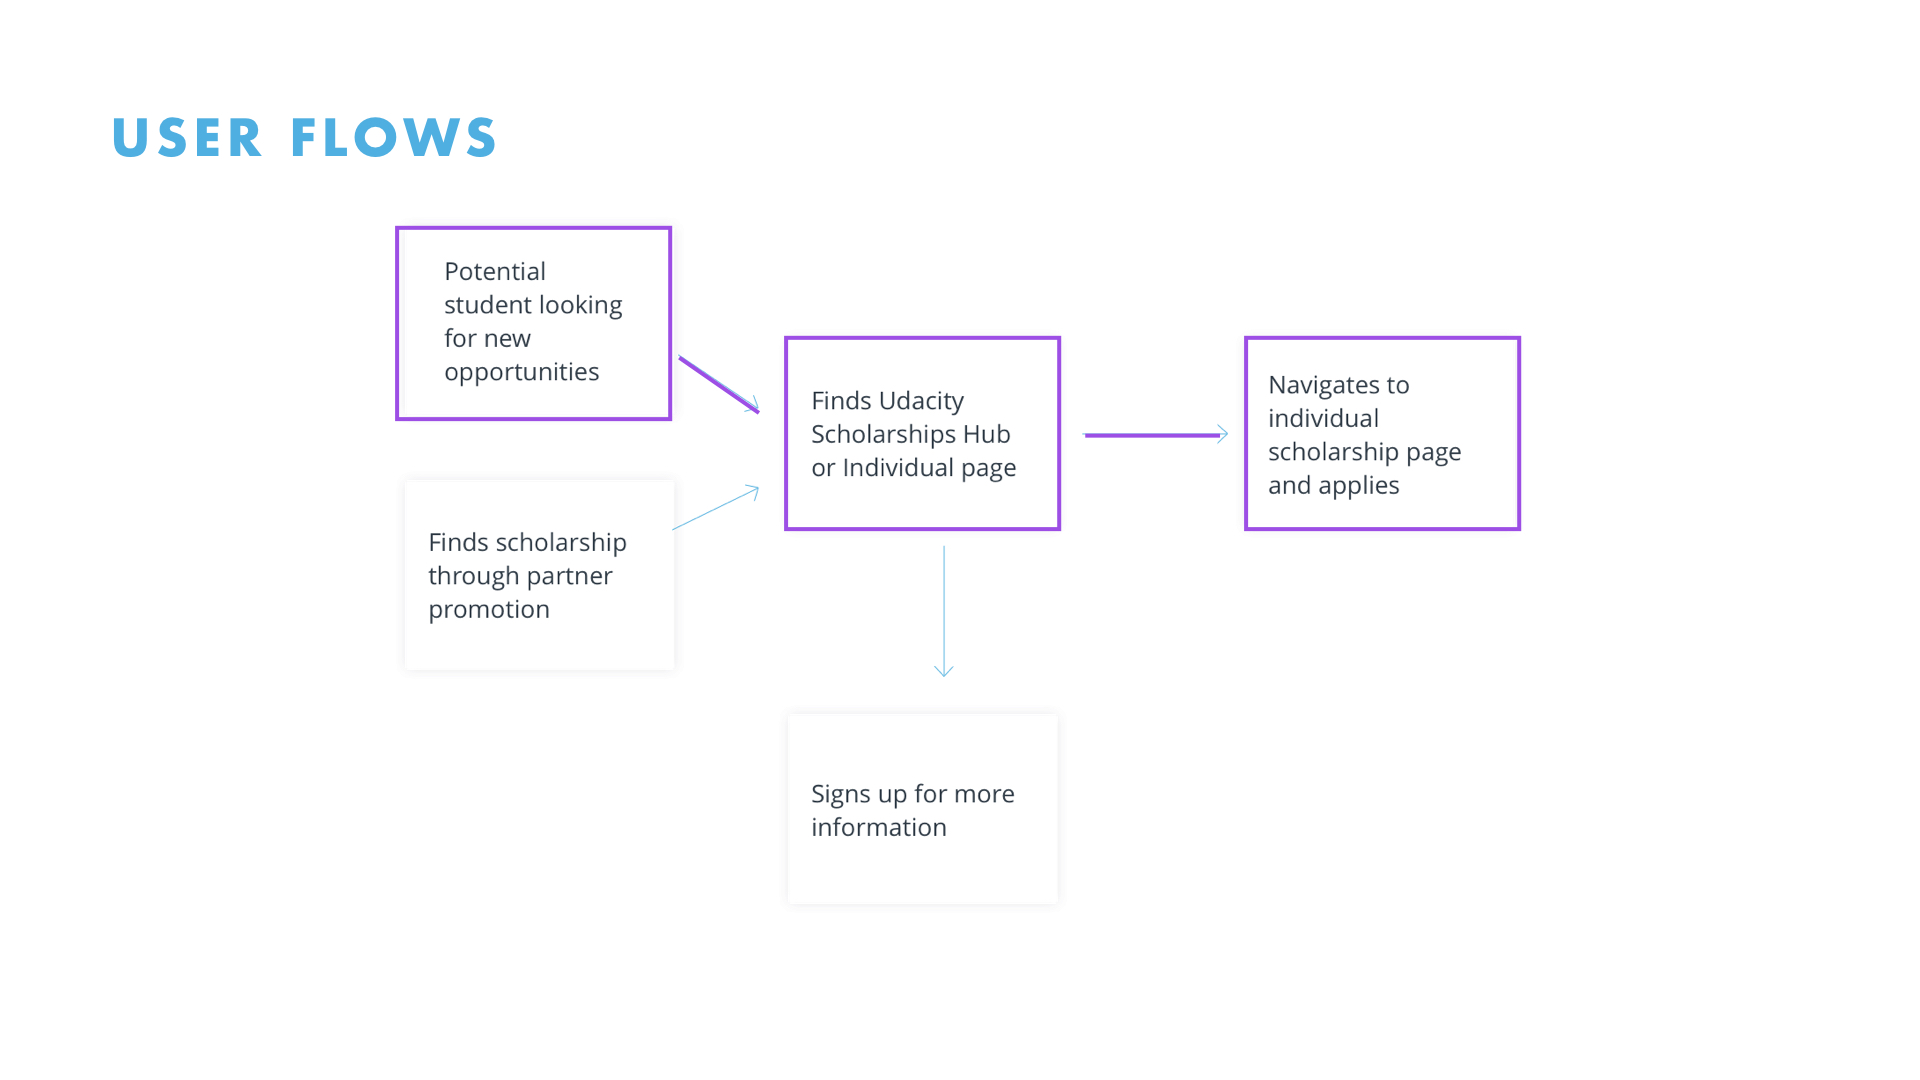 USER FLOWS
Potential
student looking
for new
opportunities
Finds scholarship
through partner
promotion
Finds Udacity
Scholarships Hub
or Individual page
Signs up for more
information
Navigates to
individual
scholarship page
and applies